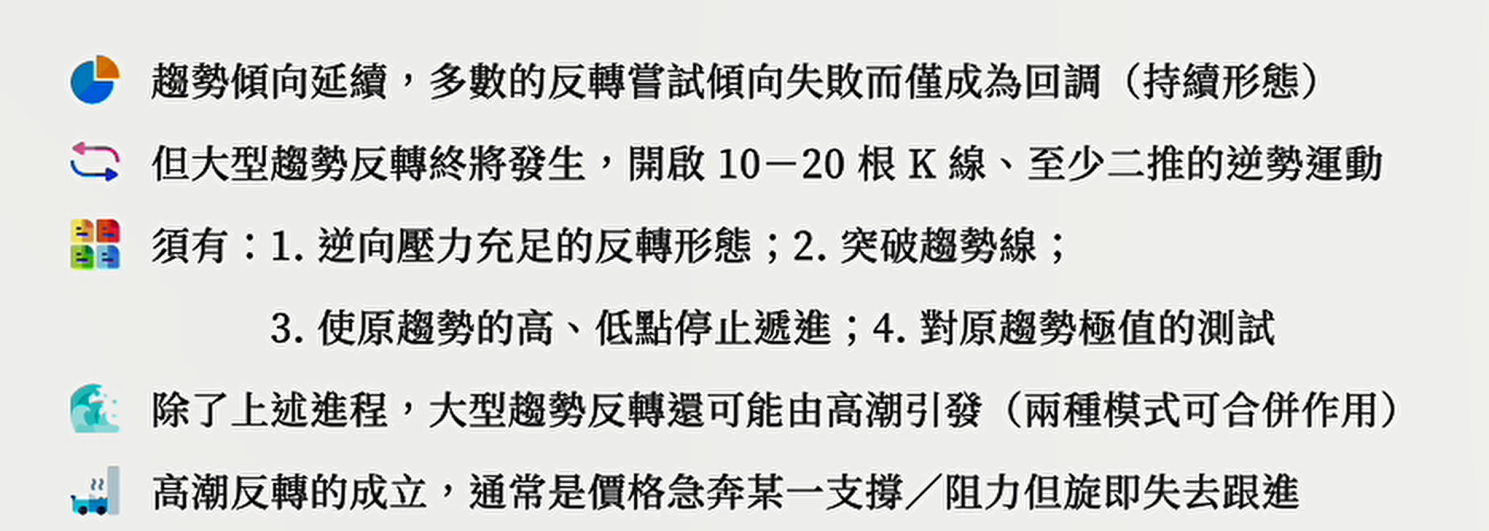 趨勢傾向延續，多數的反轉嘗試傾向失敗而僅成為回調（持續形態）
但大型趨勢反轉終將發生，開啟 10－20 根 K 線、至少二推的逆勢運動
須有：1. 逆向壓力充足的反轉形態；2. 突破趨勢線；
3. 使原趨勢的高、低點停止遞進；4. 對原趨勢極值的測試
除了上述進程，大型趨勢反轉還可能由高潮引發（兩種模式可合併作用）
高潮反轉的成立，通常是價格急奔某一支撐／阻力但旋即失去跟進